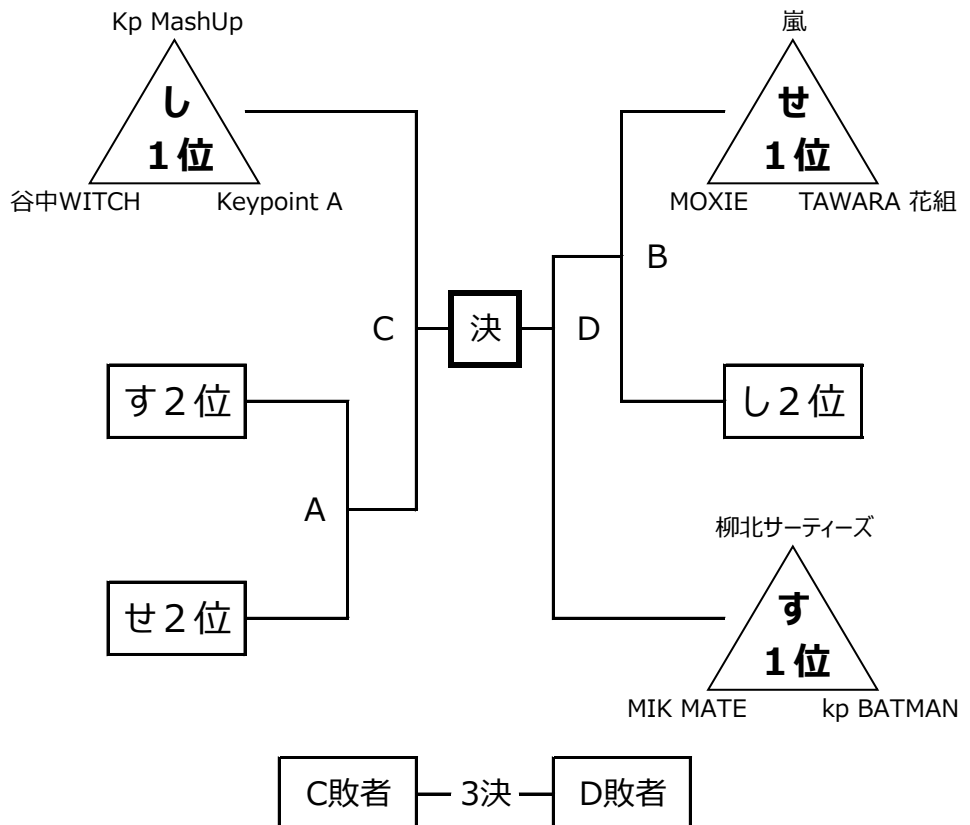 Kp MashUp
し
1位
谷中WITCH
Keypoint A
嵐
せ
1位
MOXIE
TAWARA 花組
B
C
決
D
す2位
し2位
A
せ2位
柳北サーティーズ
す
1位
MIK MATE
kp BATMAN
C敗者
3決
D敗者